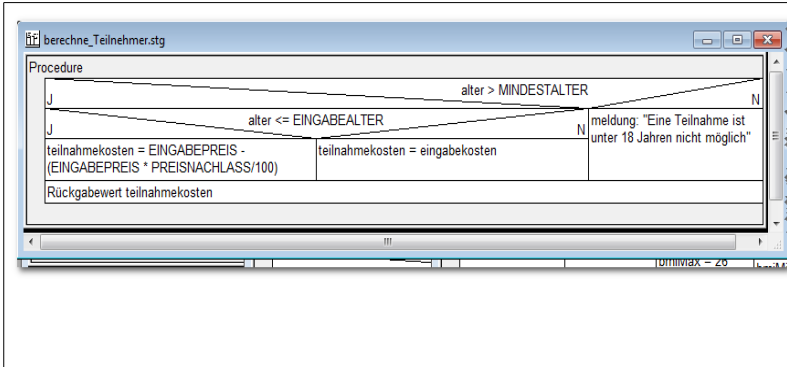 berechne_Teilnehmer.stg
Procedure
alter > MINDESTALTER
J
N
alter <= EINGABEALTER
J
N
meldung: "Eine Teilnahme ist
unter 18 Jahren nicht möglich"
teilnahmekosten = EINGABEPREIS -
(EINGABEPREIS * PREISNACHLASS/100)
teilnahmekosten = eingabekosten
Rückgabewert teilnahmekosten